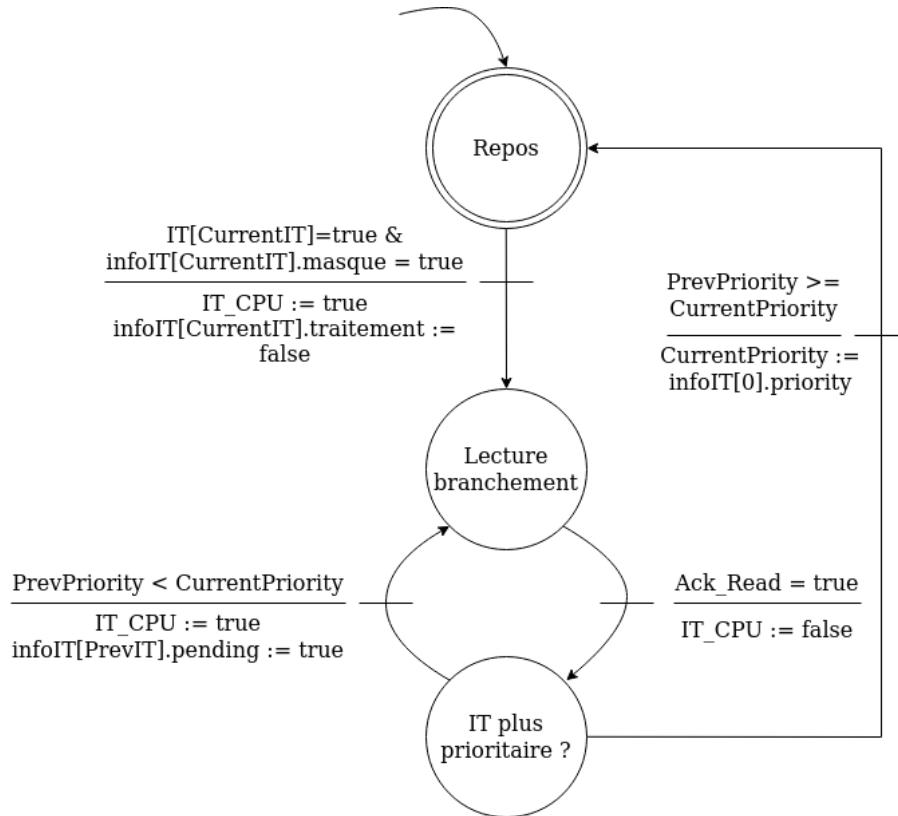 Repos
IT[CurrentIT]=true &
infoIT[CurrentIT].masque = true
IT_CPU := true
infoIT[CurrentIT].traitement :=
false
PrevPriority >=
CurrentPriority
CurrentPriority :=
infoIT[0].priority
Lecture
branchement
PrevPriority < CurrentPriority
IT_CPU := true
infoIT[PrevIT].pending := true
Ack_Read = true
IT_CPU := false
IT plus
prioritaire ?